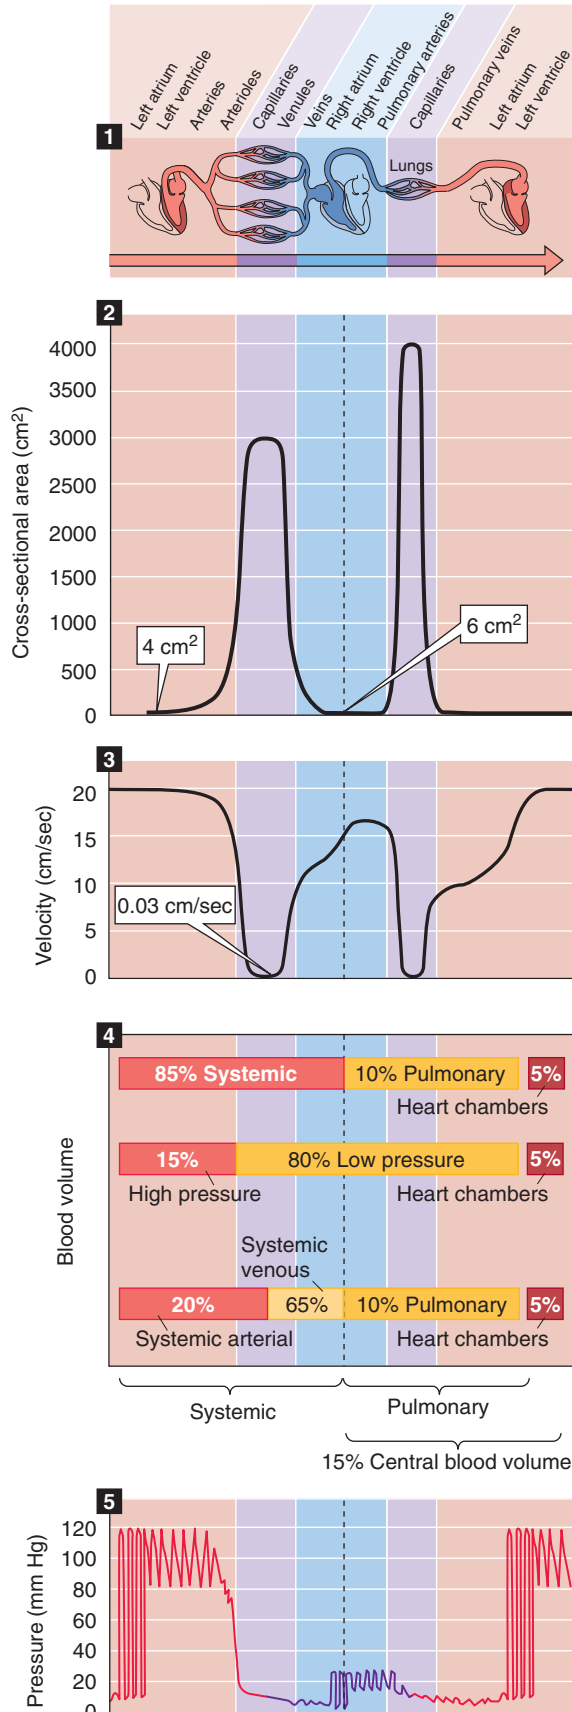 Left atrium
Left ventricle
Arteries
Arterioles
Capillaries
Venules
Veins
Right atrium
Right ventricle
Pulmonary arteries
Capillaries
Pulmonary veins
Left atrium
Left ventricle
1
Lungs
2
Cross-sectional area (cm²)
4000
3500
3000
2500
2000
1500
1000
500
0
4 cm²
6 cm²
3
Velocity (cm/sec)
20
15
10
5
0
0.03 cm/sec
4
Blood volume
85% Systemic
10% Pulmonary
5%
Heart chambers
15%
80% Low pressure
5%
High pressure
Heart chambers
Systemic
venous
20%
65%
10% Pulmonary
5%
Systemic arterial
Heart chambers
Systemic
Pulmonary
15% Central blood volume
5
Pressure (mm Hg)
120
100
80
60
40
20
0